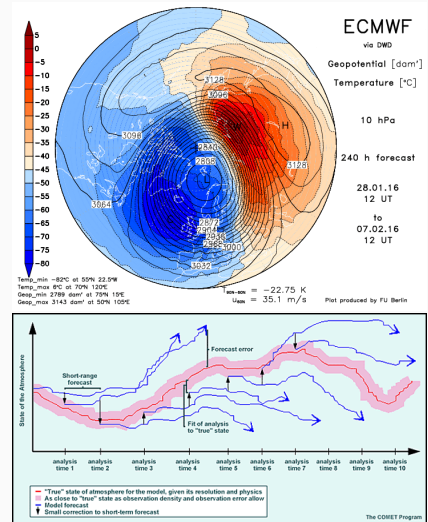 ECMWF
via DWD
Geopotential [dam']
Temperature [°C]
10 hPa
240 h forecast
28.01.16
12 UT
to
07.02.16
12 UT
5
0
-5
-10
-15
-20
-25
-30
-35
-40
-45
-50
-55
-60
-65
-70
-75
-80
3128
3096
3096
2840
2808
W
H
3128
3064
2872
2904
2936
2968
3000
3032
Temp_min -82°C at 55N 22.5W
Temp_max 6°C at 70N 120E
Geop_min 2789 dam' at 75N 15E
Geop_max 3143 dam' at 50N 105E
= -22.75 K
= 35.1 m/s
Plot produced by FU Berlin
State of the Atmosphere
Short-range
forecast
Forecast error
Fit of analysis
to "true" state
analysis
time 1
analysis
time 2
analysis
time 3
analysis
time 4
analysis
time 5
analysis
time 6
analysis
time 7
analysis
time 8
analysis
time 9
analysis
time 10
"True" state of atmosphere for the model, given its resolution and physics
As close to "true" state as observation density and observation error allow
Model forecast
Small correction to short-term forecast
The COMET Program